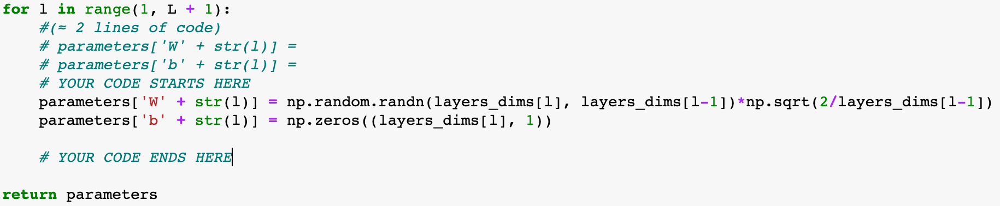 for l in range(1, L + 1):
    #(≈ 2 lines of code)
    # parameters['W' + str(l)] =
    # parameters['b' + str(l)] =
    # YOUR CODE STARTS HERE
    parameters['W' + str(l)] = np.random.randn(layers_dims[l], layers_dims[l-1])*np.sqrt(2/layers_dims[l-1])
    parameters['b' + str(l)] = np.zeros((layers_dims[l], 1))
    # YOUR CODE ENDS HERE
return parameters